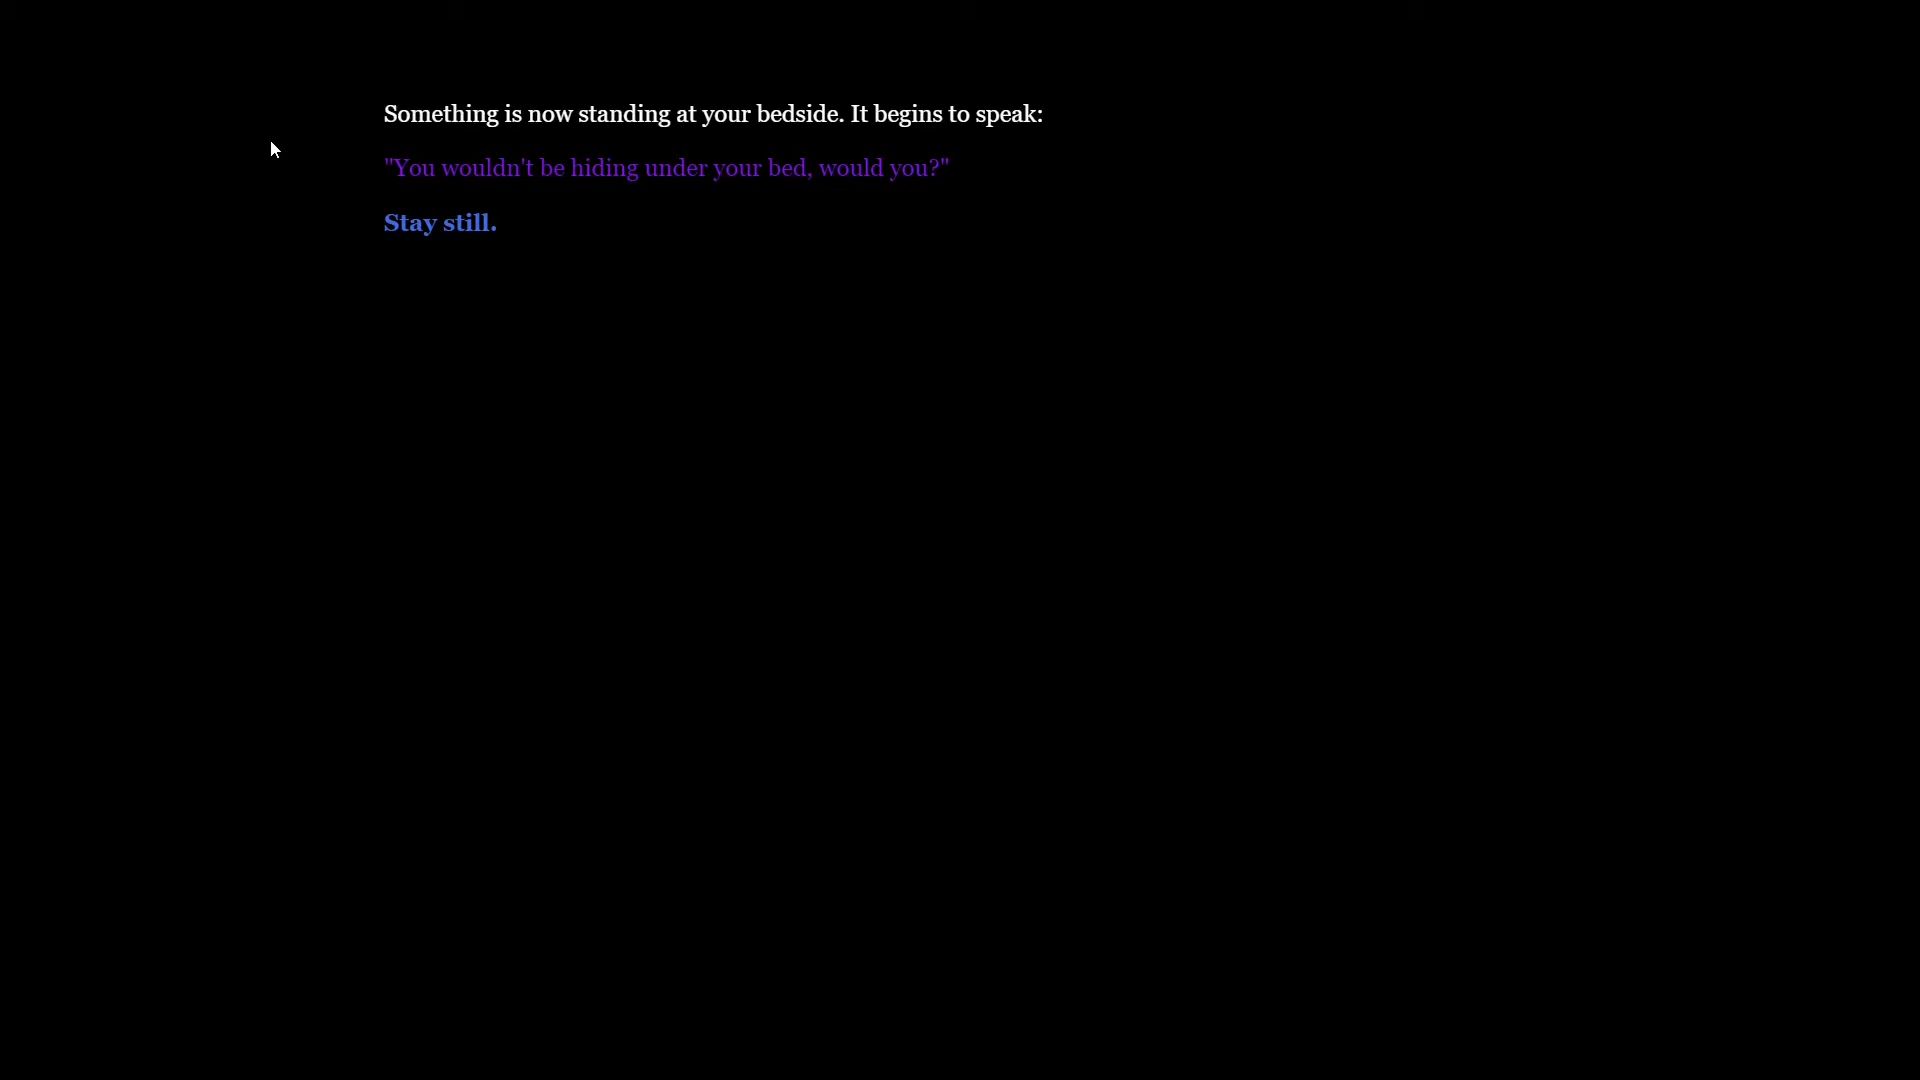 Something is now standing at your bedside. It begins to speak:
"You wouldn't be hiding under your bed, would you?"
Stay still.